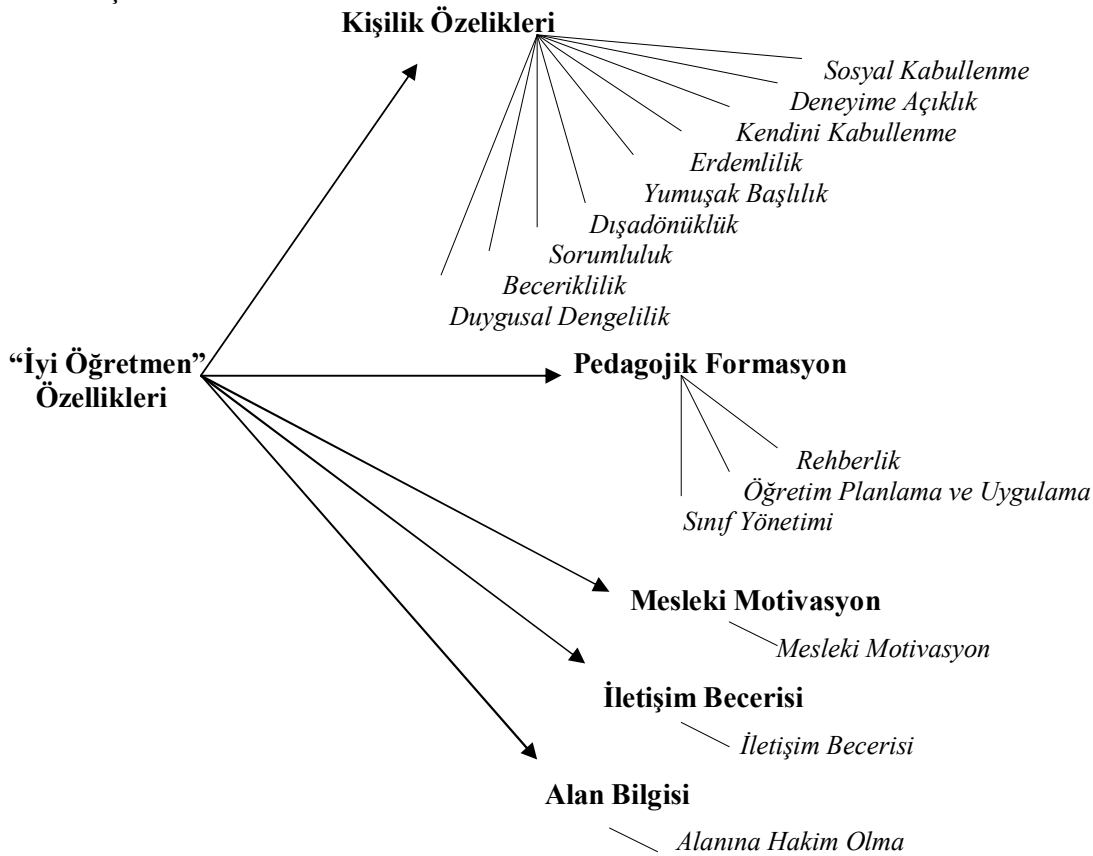 Kişilik Özelikleri
Sosyal Kabullenme
Deneyime Açıklık
Kendini Kabullenme
Erdemlilik
Yumuşak Başlılık
Dışadönüklük
Sorumluluk
Beceriklilik
Duygusal Dengelilik
“İyi Öğretmen”
Özellikleri
Pedagojik Formasyon
Rehberlik
Öğretim Planlama ve Uygulama
Sınıf Yönetimi
Mesleki Motivasyon
Mesleki Motivasyon
İletişim Becerisi
İletişim Becerisi
Alan Bilgisi
Alanına Hakim Olma